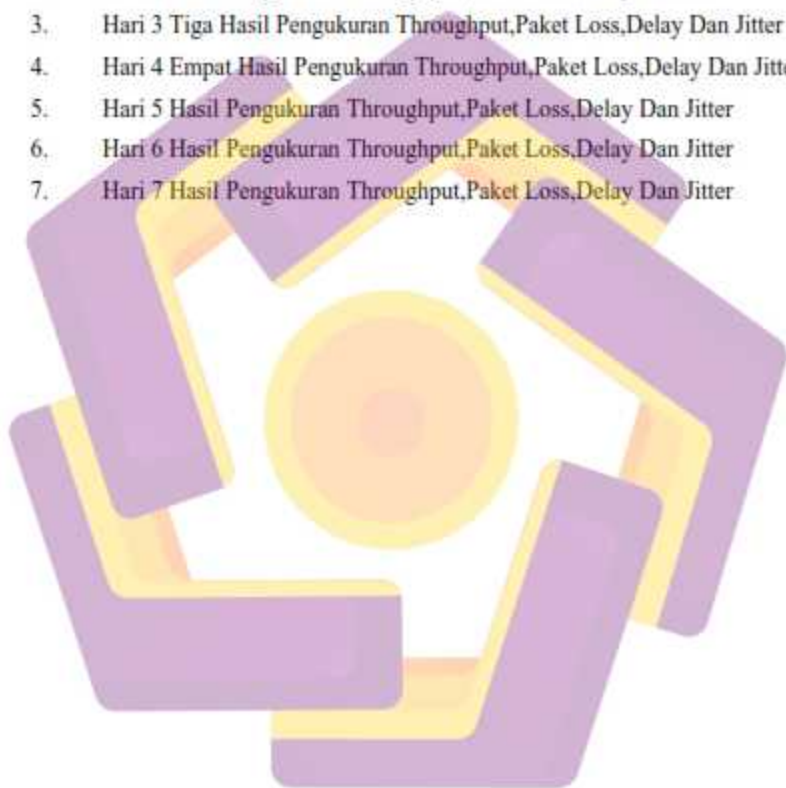 3. Hari 3 Tiga Hasil Pengukuran Throughput,Paket Loss,Delay Dan Jitter
4. Hari 4 Empat Hasil Pengukuran Throughput,Paket Loss,Delay Dan Jitte
5. Hari 5 Hasil Pengukuran Throughput,Paket Loss,Delay Dan Jitter
6. Hari 6 Hasil Pengukuran Throughput,Paket Loss,Delay Dan Jitter
7. Hari 7 Hasil Pengukuran Throughput,Paket Loss,Delay Dan Jitter